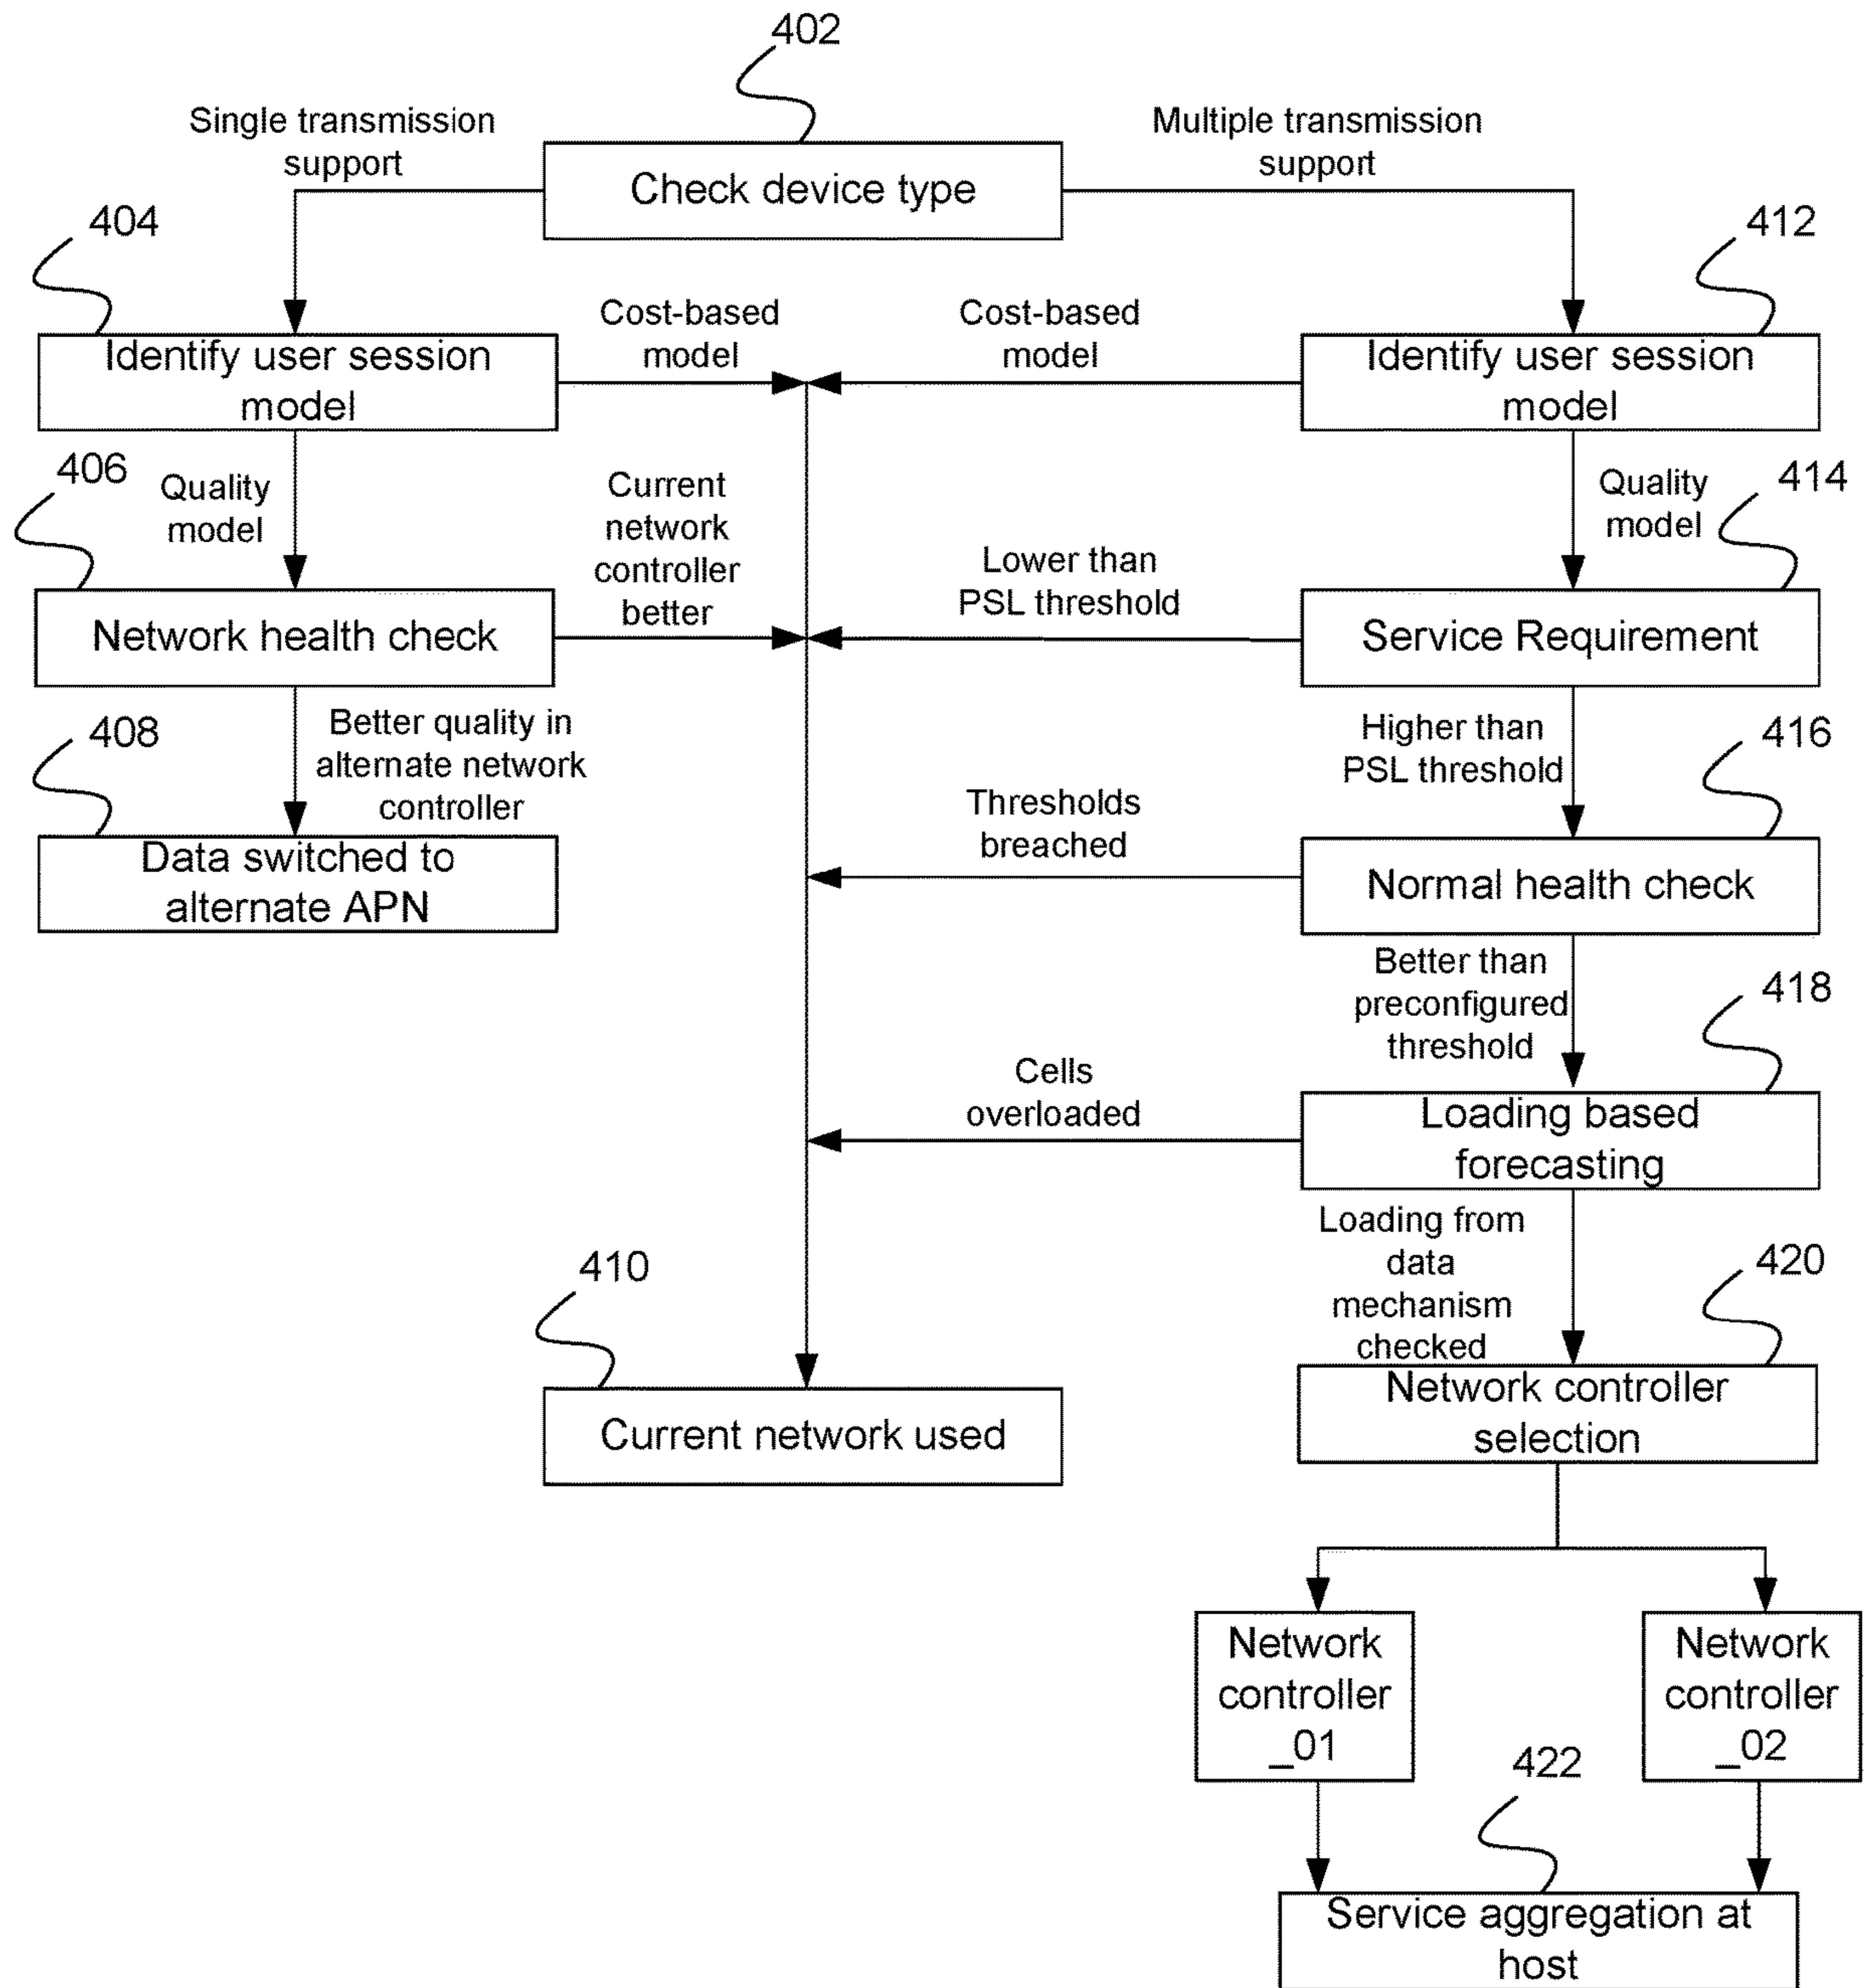 402
Single transmission
support
Multiple transmission
support
Check device type
404
412
Cost-based
model
Cost-based
model
Identify user session
model
Identify user session
model
406
Quality
model
Current
network
controller
better
Quality
model
414
Lower than
PSL threshold
Network health check
Service Requirement
408
Better quality in
alternate network
controller
Higher than
PSL threshold
416
Thresholds
breached
Data switched to
alternate APN
Normal health check
Better than
preconfigured
threshold
418
Cells
overloaded
Loading based
forecasting
Loading from
data
mechanism
checked
410
420
Current network used
Network controller
selection
Network
controller
_01
Network
controller
_02
422
Service aggregation at
host